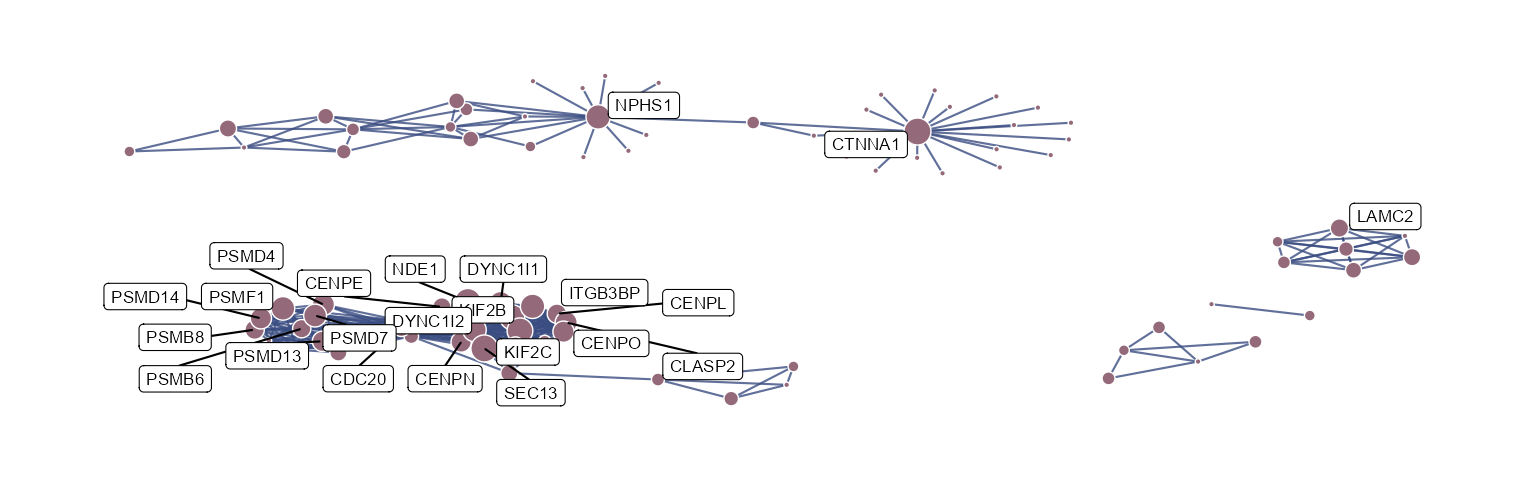 NPHS1
CTNNA1
LAMC2
PSMD4
NDE1
DYNC1I1
CENPE
ITGB3BP
PSMD14
PSMF1
CENPL
KIF2B
DYNC1I2
PSMB8
PSMD7
CENPO
PSMD13
KIF2C
CLASP2
PSMB6
CDC20
CENPN
SEC13